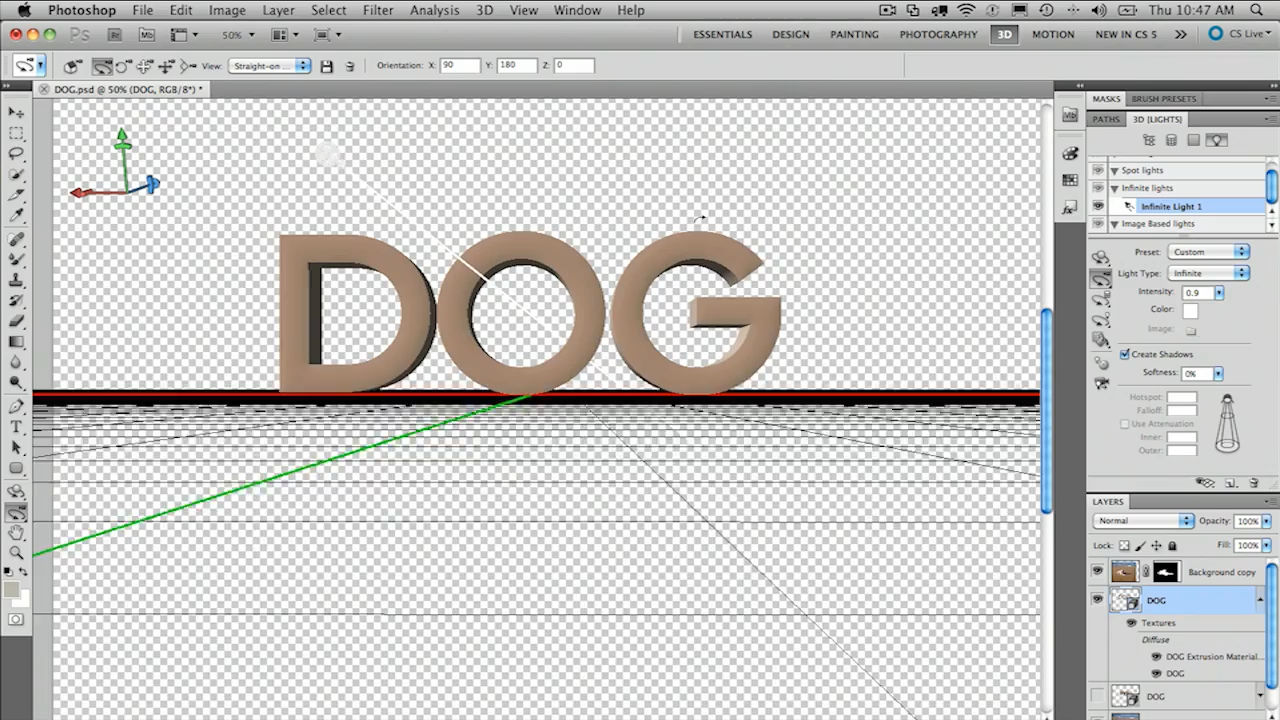 Photoshop File Edit Image Layer Select Filter Analysis 3D View Window Help Thu 10:47 AM
Ps Br Mb 50% ESSENTIALS DESIGN PAINTING PHOTOGRAPHY 3D MOTION NEW IN CS 5 CS Live
View: Straight-on ... Orientation: X: 90 Y: 180 Z: 0
DOG.psd @ 50% (DOG, RGB/8*) *
MASKS BRUSH PRESETS
Mb
PATHS 3D {LIGHTS}
Spot lights
Infinite lights
Infinite Light 1
Image Based lights
Preset: Custom
Light Type: Infinite
Intensity: 0.9
Color:
Image:
Create Shadows
Softness: 0%
Hotspot:
Falloff:
Use Attenuation
Inner:
Outer:
DOG
LAYERS
Normal Opacity: 100%
Lock: Fill: 100%
Background copy
DOG
Textures
Diffuse
DOG Extrusion Material...
DOG
DOG